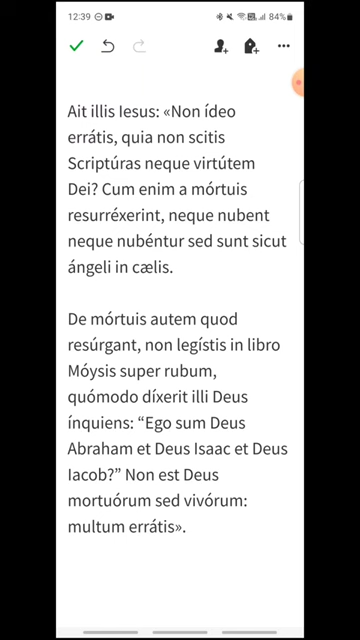 12:39
84%
Ait illis Iesus: «Non ídeo
errátis, quia non scitis
Scriptúras neque virtútem
Dei? Cum enim a mórtuis
resurréxerint, neque nubent
neque nubéntur sed sunt sicut
ángeli in cælis.
De mórtuis autem quod
resúrgant, non legístis in libro
Móysis super rubum,
quómodo díxerit illi Deus
ínquiens: “Ego sum Deus
Abraham et Deus Isaac et Deus
Iacob?” Non est Deus
mortuórum sed vivórum:
multum errátis».